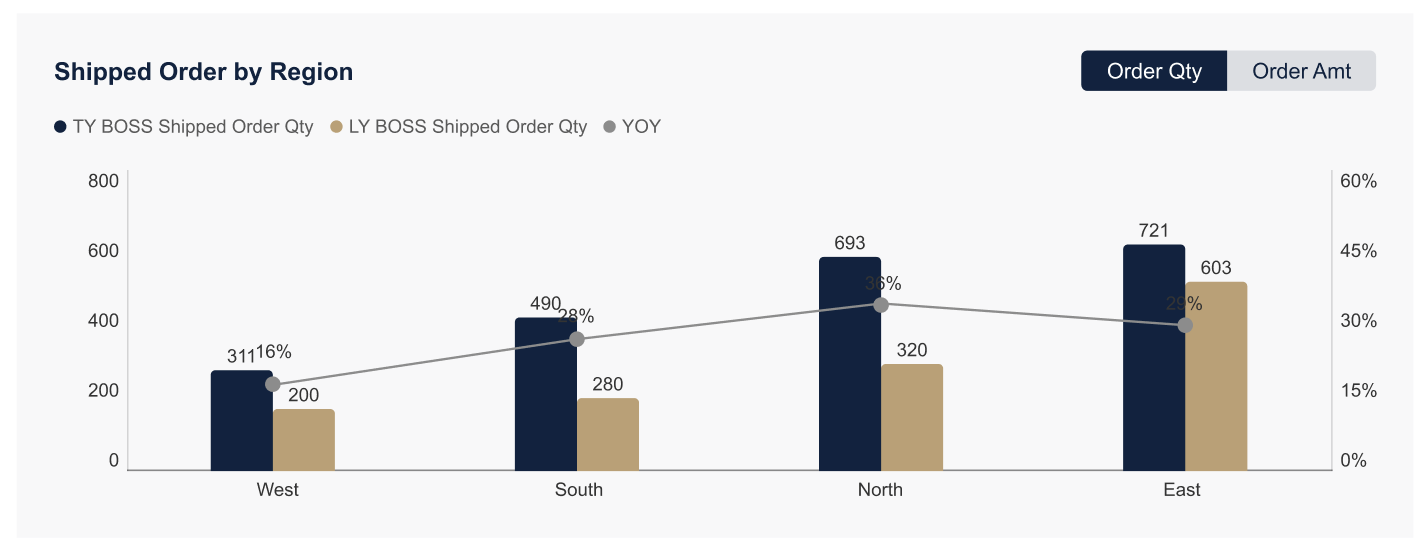 Shipped Order by Region
Order Qty Order Amt
TY BOSS Shipped Order Qty LY BOSS Shipped Order Qty YOY
800 60%
721
693
600 45%
603
36%
490 29%
28%
400 320 30%
311 16%
280
200 200 15%
0 0%
West South North East